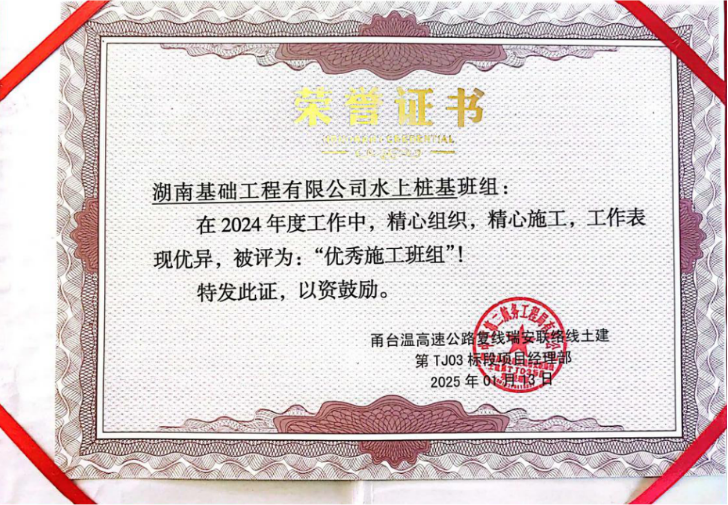 荣誉证书
湖南基础工程有限公司水上桩基班组：
在2024年度工作中，精心组织，精心施工，工作表
现优异，被评为：“优秀施工班组”！
特发此证，以资鼓励。
甬台温高速公路复线瑞安联络线土建
第TJ03标段项目经理部
2025年01月13日